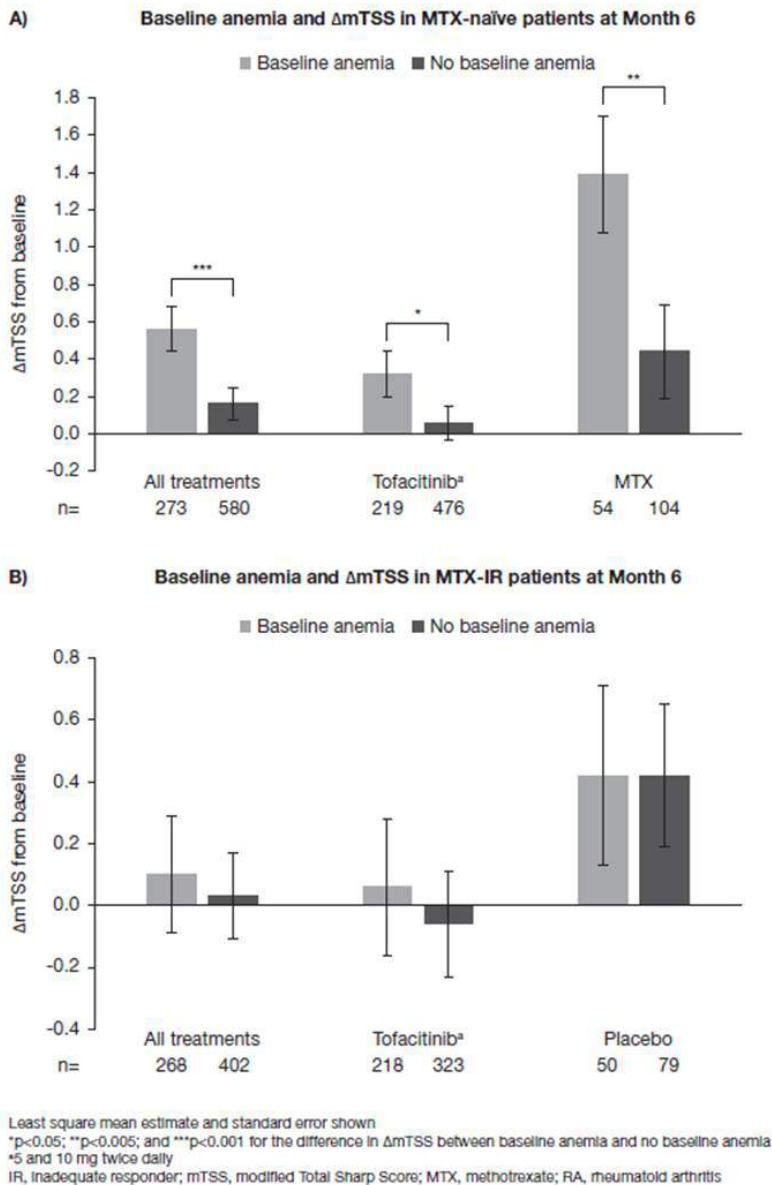 A) Baseline anemia and ΔmTSS in MTX-naïve patients at Month 6
Baseline anemia No baseline anemia
ΔmTSS from baseline
1.8
1.6
1.4
1.2
1.0
0.8
0.6
0.4
0.2
0.0
-0.2
***
*
**
All treatments Tofacitinibᵃ MTX
n= 273 580 219 476 54 104
B) Baseline anemia and ΔmTSS in MTX-IR patients at Month 6
Baseline anemia No baseline anemia
ΔmTSS from baseline
0.8
0.6
0.4
0.2
0.0
-0.2
-0.4
All treatments Tofacitinibᵃ Placebo
n= 268 402 218 323 50 79
Least square mean estimate and standard error shown
*p<0.05; **p<0.005; and ***p<0.001 for the difference in ΔmTSS between baseline anemia and no baseline anemia
ᵃ5 and 10 mg twice daily
IR, inadequate responder; mTSS, modified Total Sharp Score; MTX, methotrexate; RA, rheumatoid arthritis